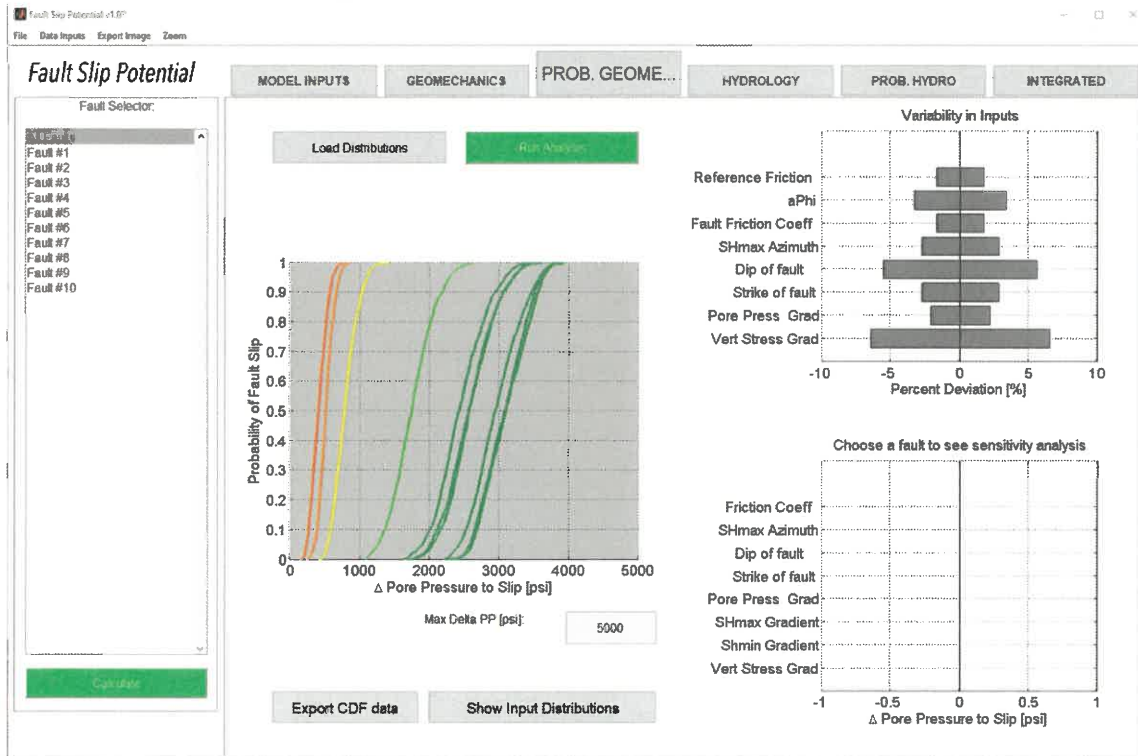 Fault Slip Potential v1.0
File Data Inputs Export Image Zoom
Fault Slip Potential
MODEL INPUTS
GEOMECHANICS
PROB. GEOME...
HYDROLOGY
PROB. HYDRO
INTEGRATED
Fault Selector:
Fault #1
Fault #2
Fault #3
Fault #4
Fault #5
Fault #6
Fault #7
Fault #8
Fault #9
Fault #10
Calculate
Load Distributions
Run Analysis
1
0.9
0.8
0.7
0.6
0.5
0.4
0.3
0.2
0.1
0
Probability of Fault Slip
0 1000 2000 3000 4000 5000
Δ Pore Pressure to Slip [psi]
Max Delta PP [psi]:
5000
Export CDF data
Show Input Distributions
Variability in Inputs
Reference Friction
aPhi
Fault Friction Coeff
SHmax Azimuth
Dip of fault
Strike of fault
Pore Press Grad
Vert Stress Grad
-10 -5 0 5 10
Percent Deviation [%]
Choose a fault to see sensitivity analysis
Friction Coeff
SHmax Azimuth
Dip of fault
Strike of fault
Pore Press Grad
SHmax Gradient
Shmin Gradient
Vert Stress Grad
-1 -0.5 0 0.5 1
Δ Pore Pressure to Slip [psi]